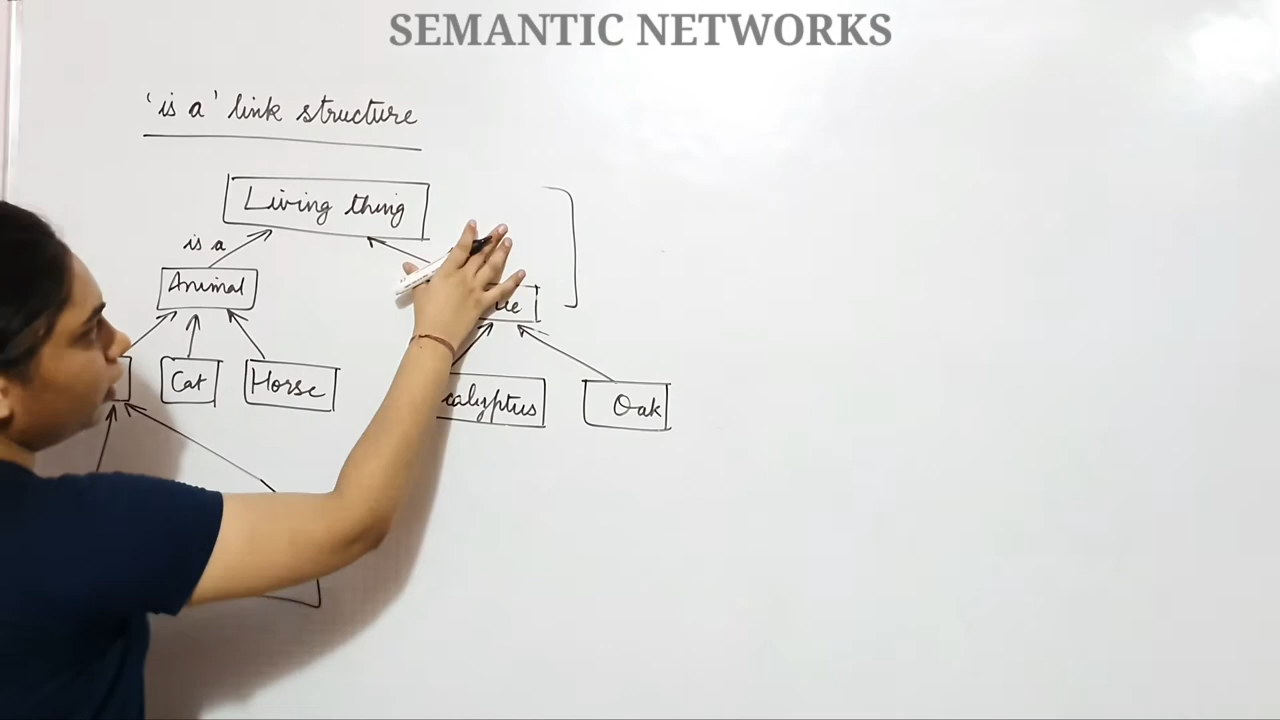 SEMANTIC NETWORKS
'is a' link structure
Living thing
is a
Animal
Cat
Horse
Oak